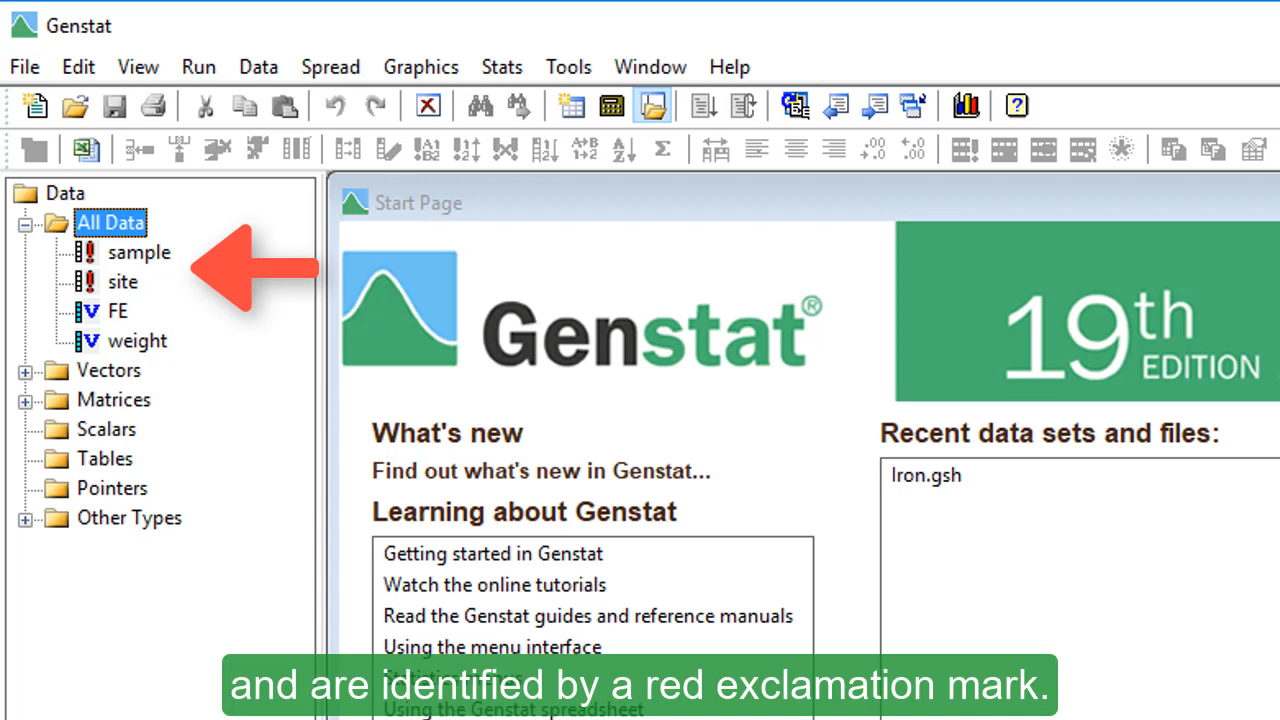 Genstat
File Edit View Run Data Spread Graphics Stats Tools Window Help
Data
All Data
sample
site
FE
weight
Vectors
Matrices
Scalars
Tables
Pointers
Other Types
Start Page
Genstat®
19th
EDITION
What's new
Find out what's new in Genstat...
Learning about Genstat
Getting started in Genstat
Watch the online tutorials
Read the Genstat guides and reference manuals
Using the menu interface
Using the Genstat spreadsheet
Recent data sets and files:
Iron.gsh
and are identified by a red exclamation mark.